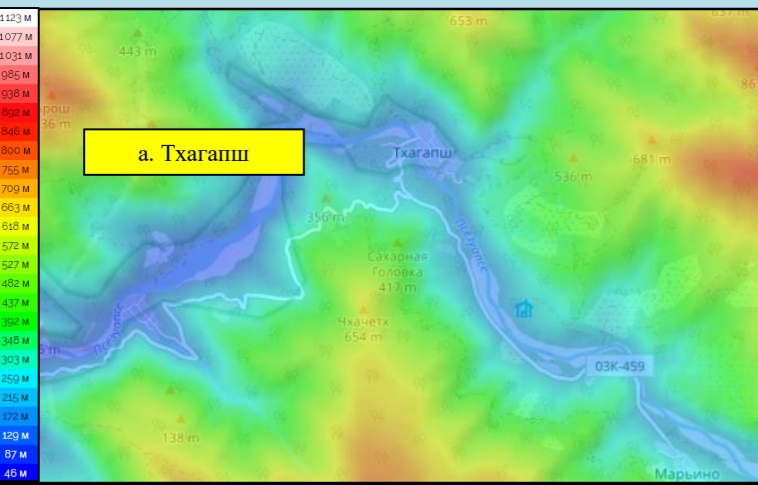 1123 м
1077 м
1031 м
985 м
938 м
892 м
846 м
800 м
755 м
709 м
663 м
618 м
572 м
527 м
482 м
437 м
392 м
348 м
303 м
259 м
215 м
172 м
129 м
87 м
46 м
443 m
653 m
а. Тхагапш
Тхагапш
681 m
536 m
356 m
Псезуапсе
Сахарная
Головка
417 m
Чхачетх
654 m
Псезуапсе
03К-459
138 m
Марьино